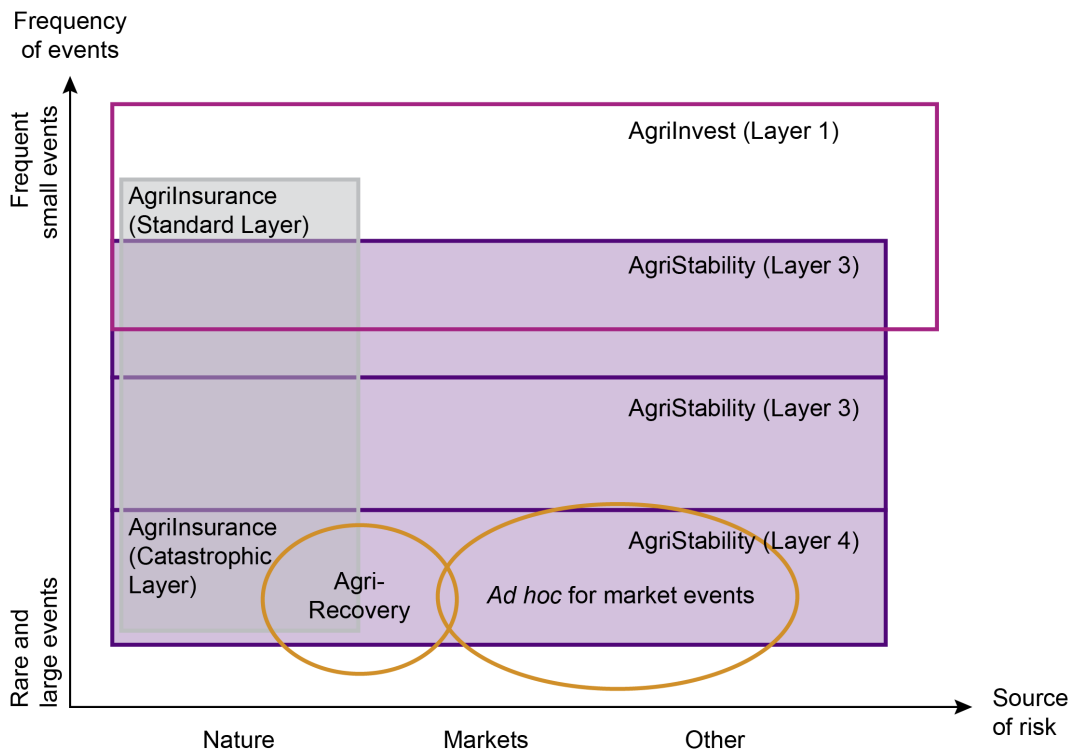 Frequency
of events
Frequent
small events
AgriInvest (Layer 1)
AgriInsurance
(Standard Layer)
AgriStability (Layer 3)
AgriStability (Layer 3)
AgriInsurance
(Catastrophic
Layer)
AgriStability (Layer 4)
Agri-
Recovery
Ad hoc for market events
Rare and
large events
Source
of risk
Nature
Markets
Other